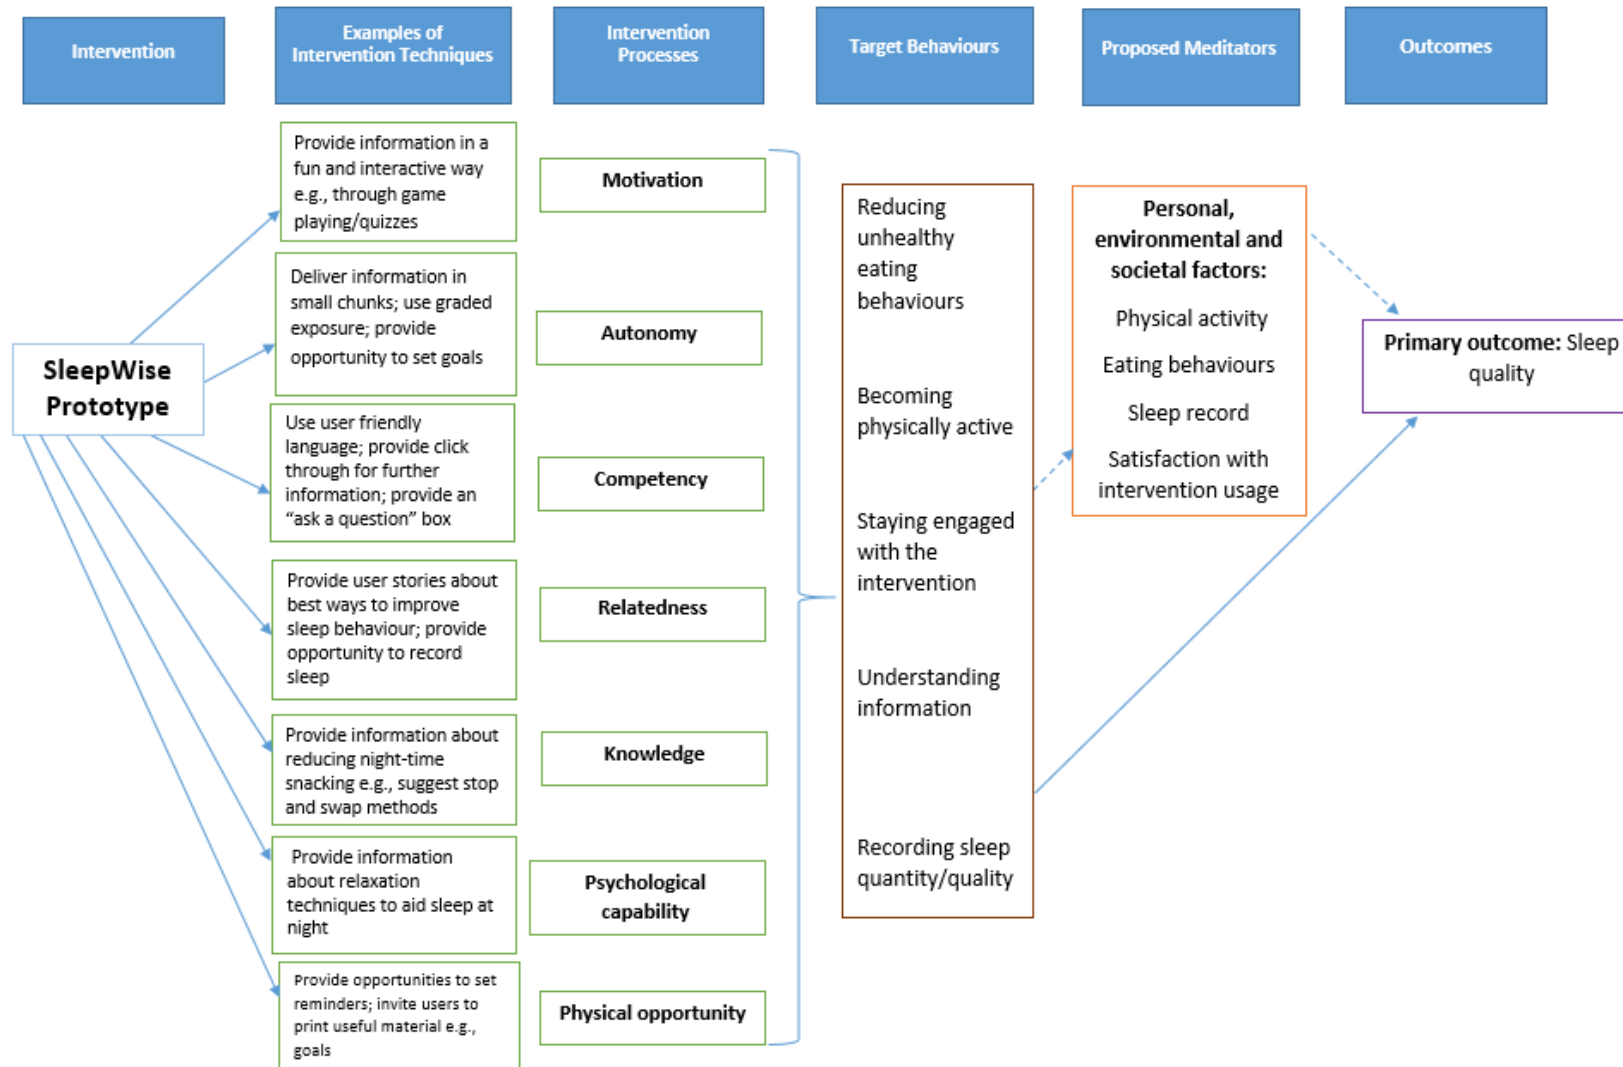 Intervention
Examples of
Intervention Techniques
Intervention
Processes
Target Behaviours
Proposed Meditators
Outcomes
SleepWise
Prototype
Provide information in a
fun and interactive way
e.g., through game
playing/quizzes
Deliver information in
small chunks; use graded
exposure; provide
opportunity to set goals
Use user friendly
language; provide click
through for further
information; provide an
“ask a question” box
Provide user stories about
best ways to improve
sleep behaviour; provide
opportunity to record
sleep
Provide information about
reducing night-time
snacking e.g., suggest stop
and swap methods
Provide information
about relaxation
techniques to aid sleep at
night
Provide opportunities to set
reminders; invite users to
print useful material e.g.,
goals
Motivation
Autonomy
Competency
Relatedness
Knowledge
Psychological
capability
Physical opportunity
Reducing
unhealthy
eating
behaviours
Becoming
physically active
Staying engaged
with the
intervention
Understanding
information
Recording sleep
quantity/quality
Personal,
environmental and
societal factors:
Physical activity
Eating behaviours
Sleep record
Satisfaction with
intervention usage
Primary outcome: Sleep
quality